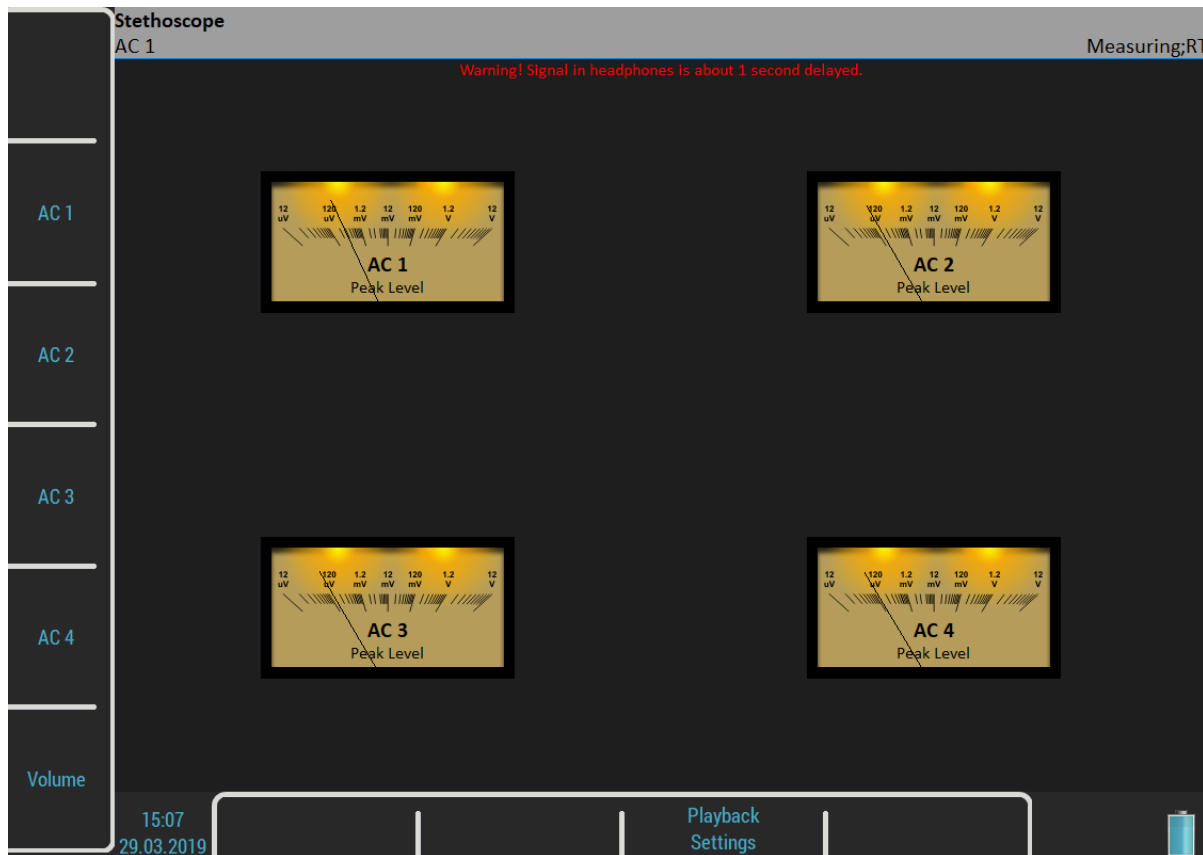 Stethoscope
AC 1
Measuring;RT
Warning! Signal in headphones is about 1 second delayed.
AC 1
AC 2
AC 3
AC 4
Volume
12 120 1.2 12 120 1.2 12
uV uV mV mV mV V V
AC 1
Peak Level
12 120 1.2 12 120 1.2 12
uV uV mV mV mV V V
AC 2
Peak Level
12 120 1.2 12 120 1.2 12
uV uV mV mV mV V V
AC 3
Peak Level
12 120 1.2 12 120 1.2 12
uV uV mV mV mV V V
AC 4
Peak Level
15:07
29.03.2019
Playback
Settings